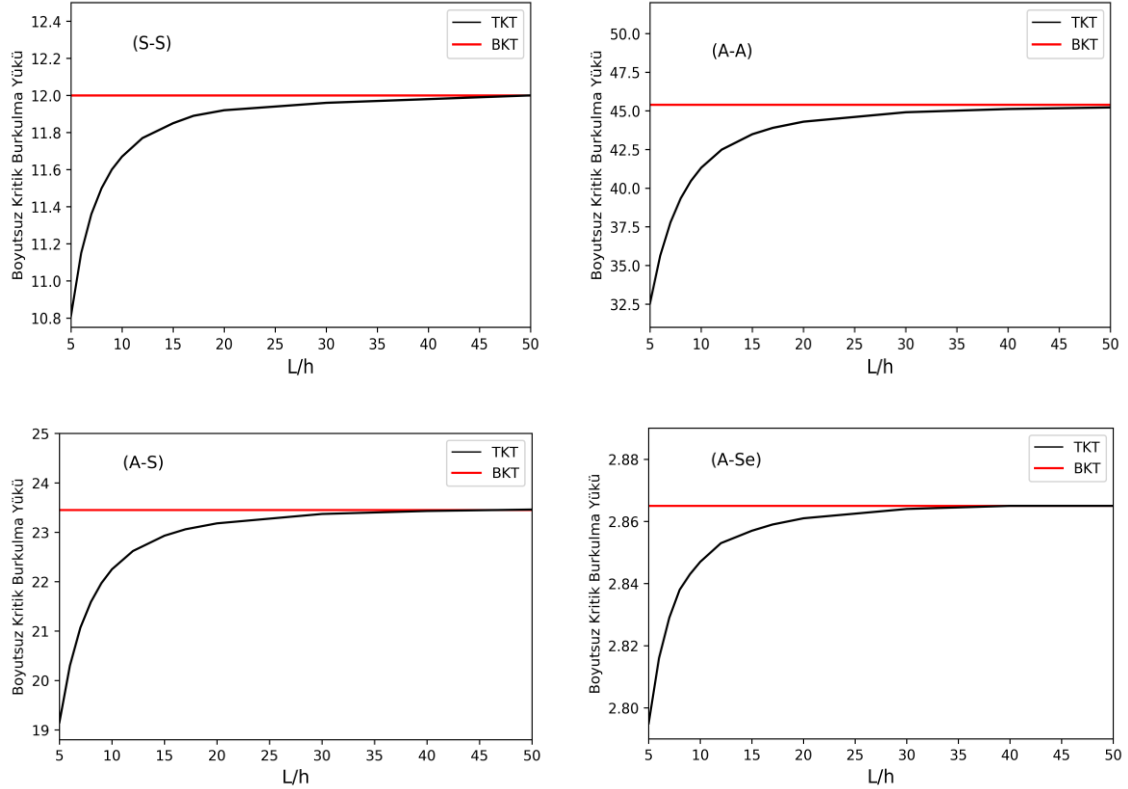 Boyutsuz Kritik Burkulma Yükü
12.4
12.2
12.0
11.8
11.6
11.4
11.2
11.0
10.8
(S-S)
TKT
BKT
5 10 15 20 25 30 35 40 45 50
L/h
Boyutsuz Kritik Burkulma Yükü
50.0
47.5
45.0
42.5
40.0
37.5
35.0
32.5
(A-A)
TKT
BKT
5 10 15 20 25 30 35 40 45 50
L/h
Boyutsuz Kritik Burkulma Yükü
25
24
23
22
21
20
19
(A-S)
TKT
BKT
5 10 15 20 25 30 35 40 45 50
L/h
Boyutsuz Kritik Burkulma Yükü
2.88
2.86
2.84
2.82
2.80
(A-Se)
TKT
BKT
5 10 15 20 25 30 35 40 45 50
L/h